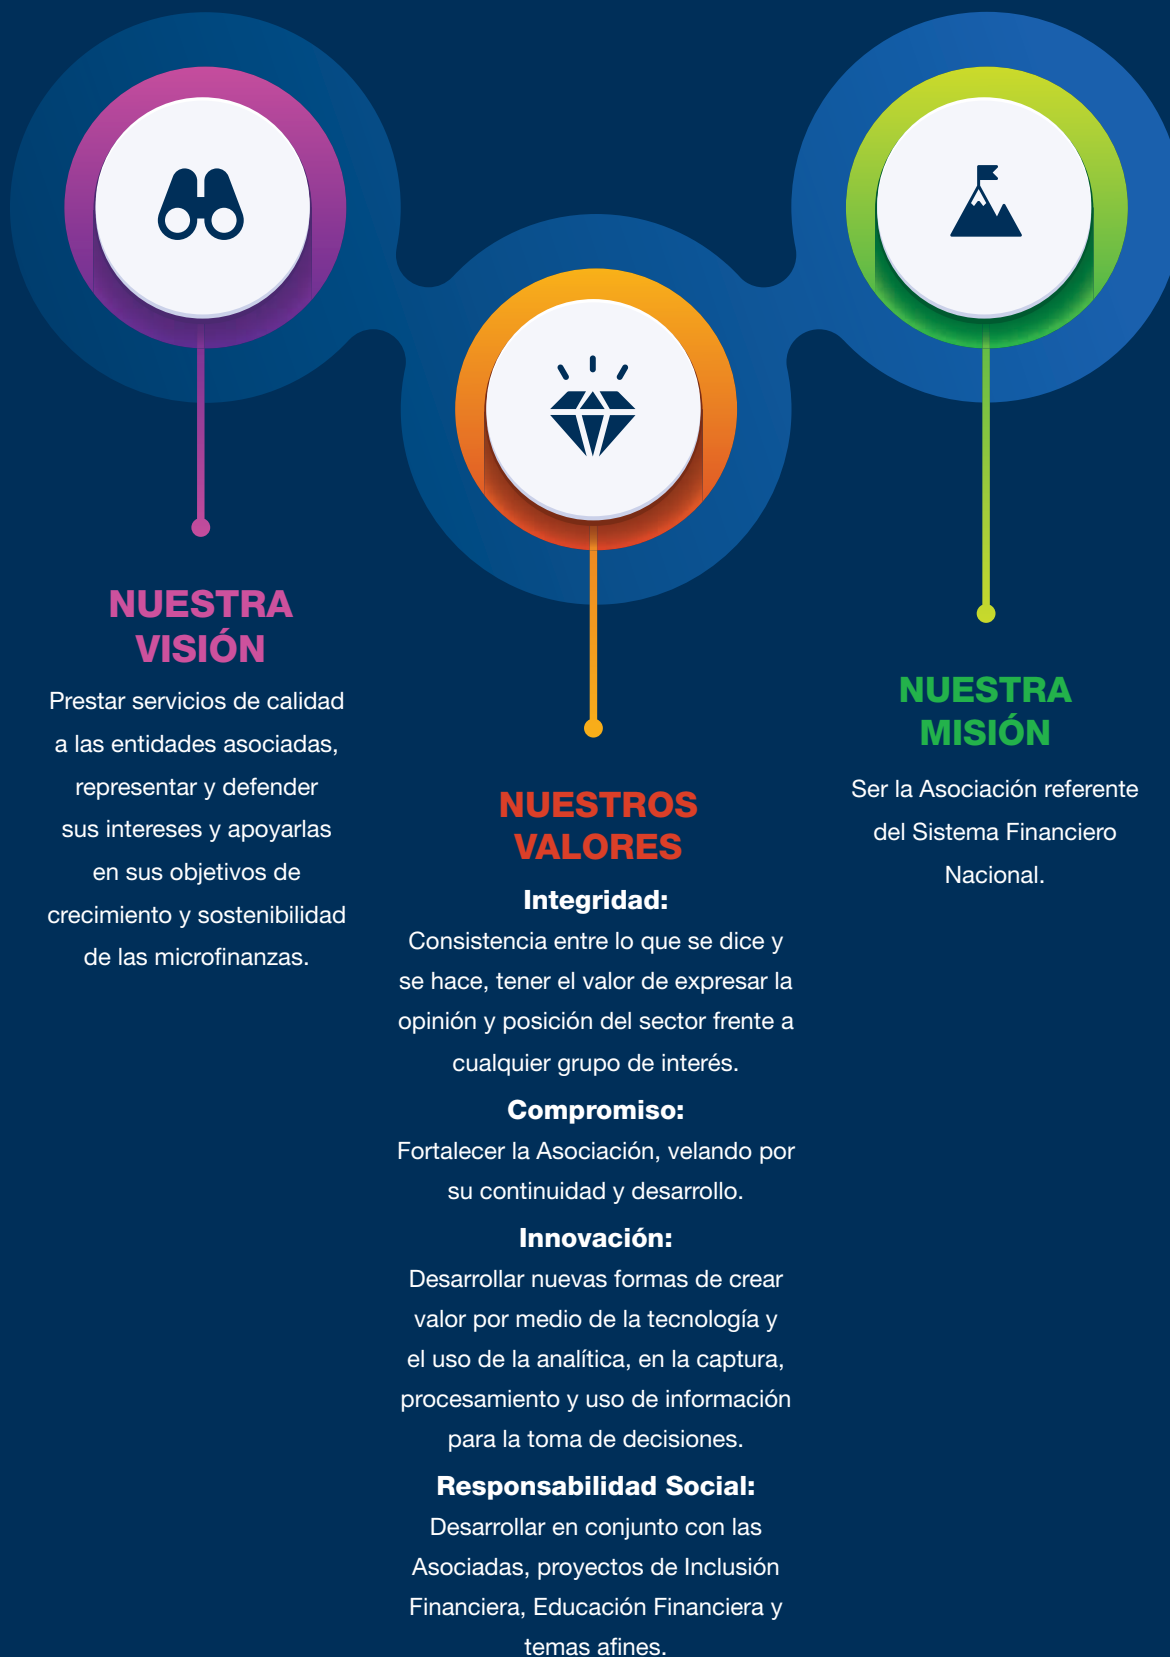 NUESTRA
VISIÓN
Prestar servicios de calidad
a las entidades asociadas,
representar y defender
sus intereses y apoyarlas
en sus objetivos de
crecimiento y sostenibilidad
de las microfinanzas.
NUESTROS
VALORES
Integridad:
Consistencia entre lo que se dice y
se hace, tener el valor de expresar la
opinión y posición del sector frente a
cualquier grupo de interés.
Compromiso:
Fortalecer la Asociación, velando por
su continuidad y desarrollo.
Innovación:
Desarrollar nuevas formas de crear
valor por medio de la tecnología y
el uso de la analítica, en la captura,
procesamiento y uso de información
para la toma de decisiones.
Responsabilidad Social:
Desarrollar en conjunto con las
Asociadas, proyectos de Inclusión
Financiera, Educación Financiera y
temas afines.
NUESTRA
MISIÓN
Ser la Asociación referente
del Sistema Financiero
Nacional.